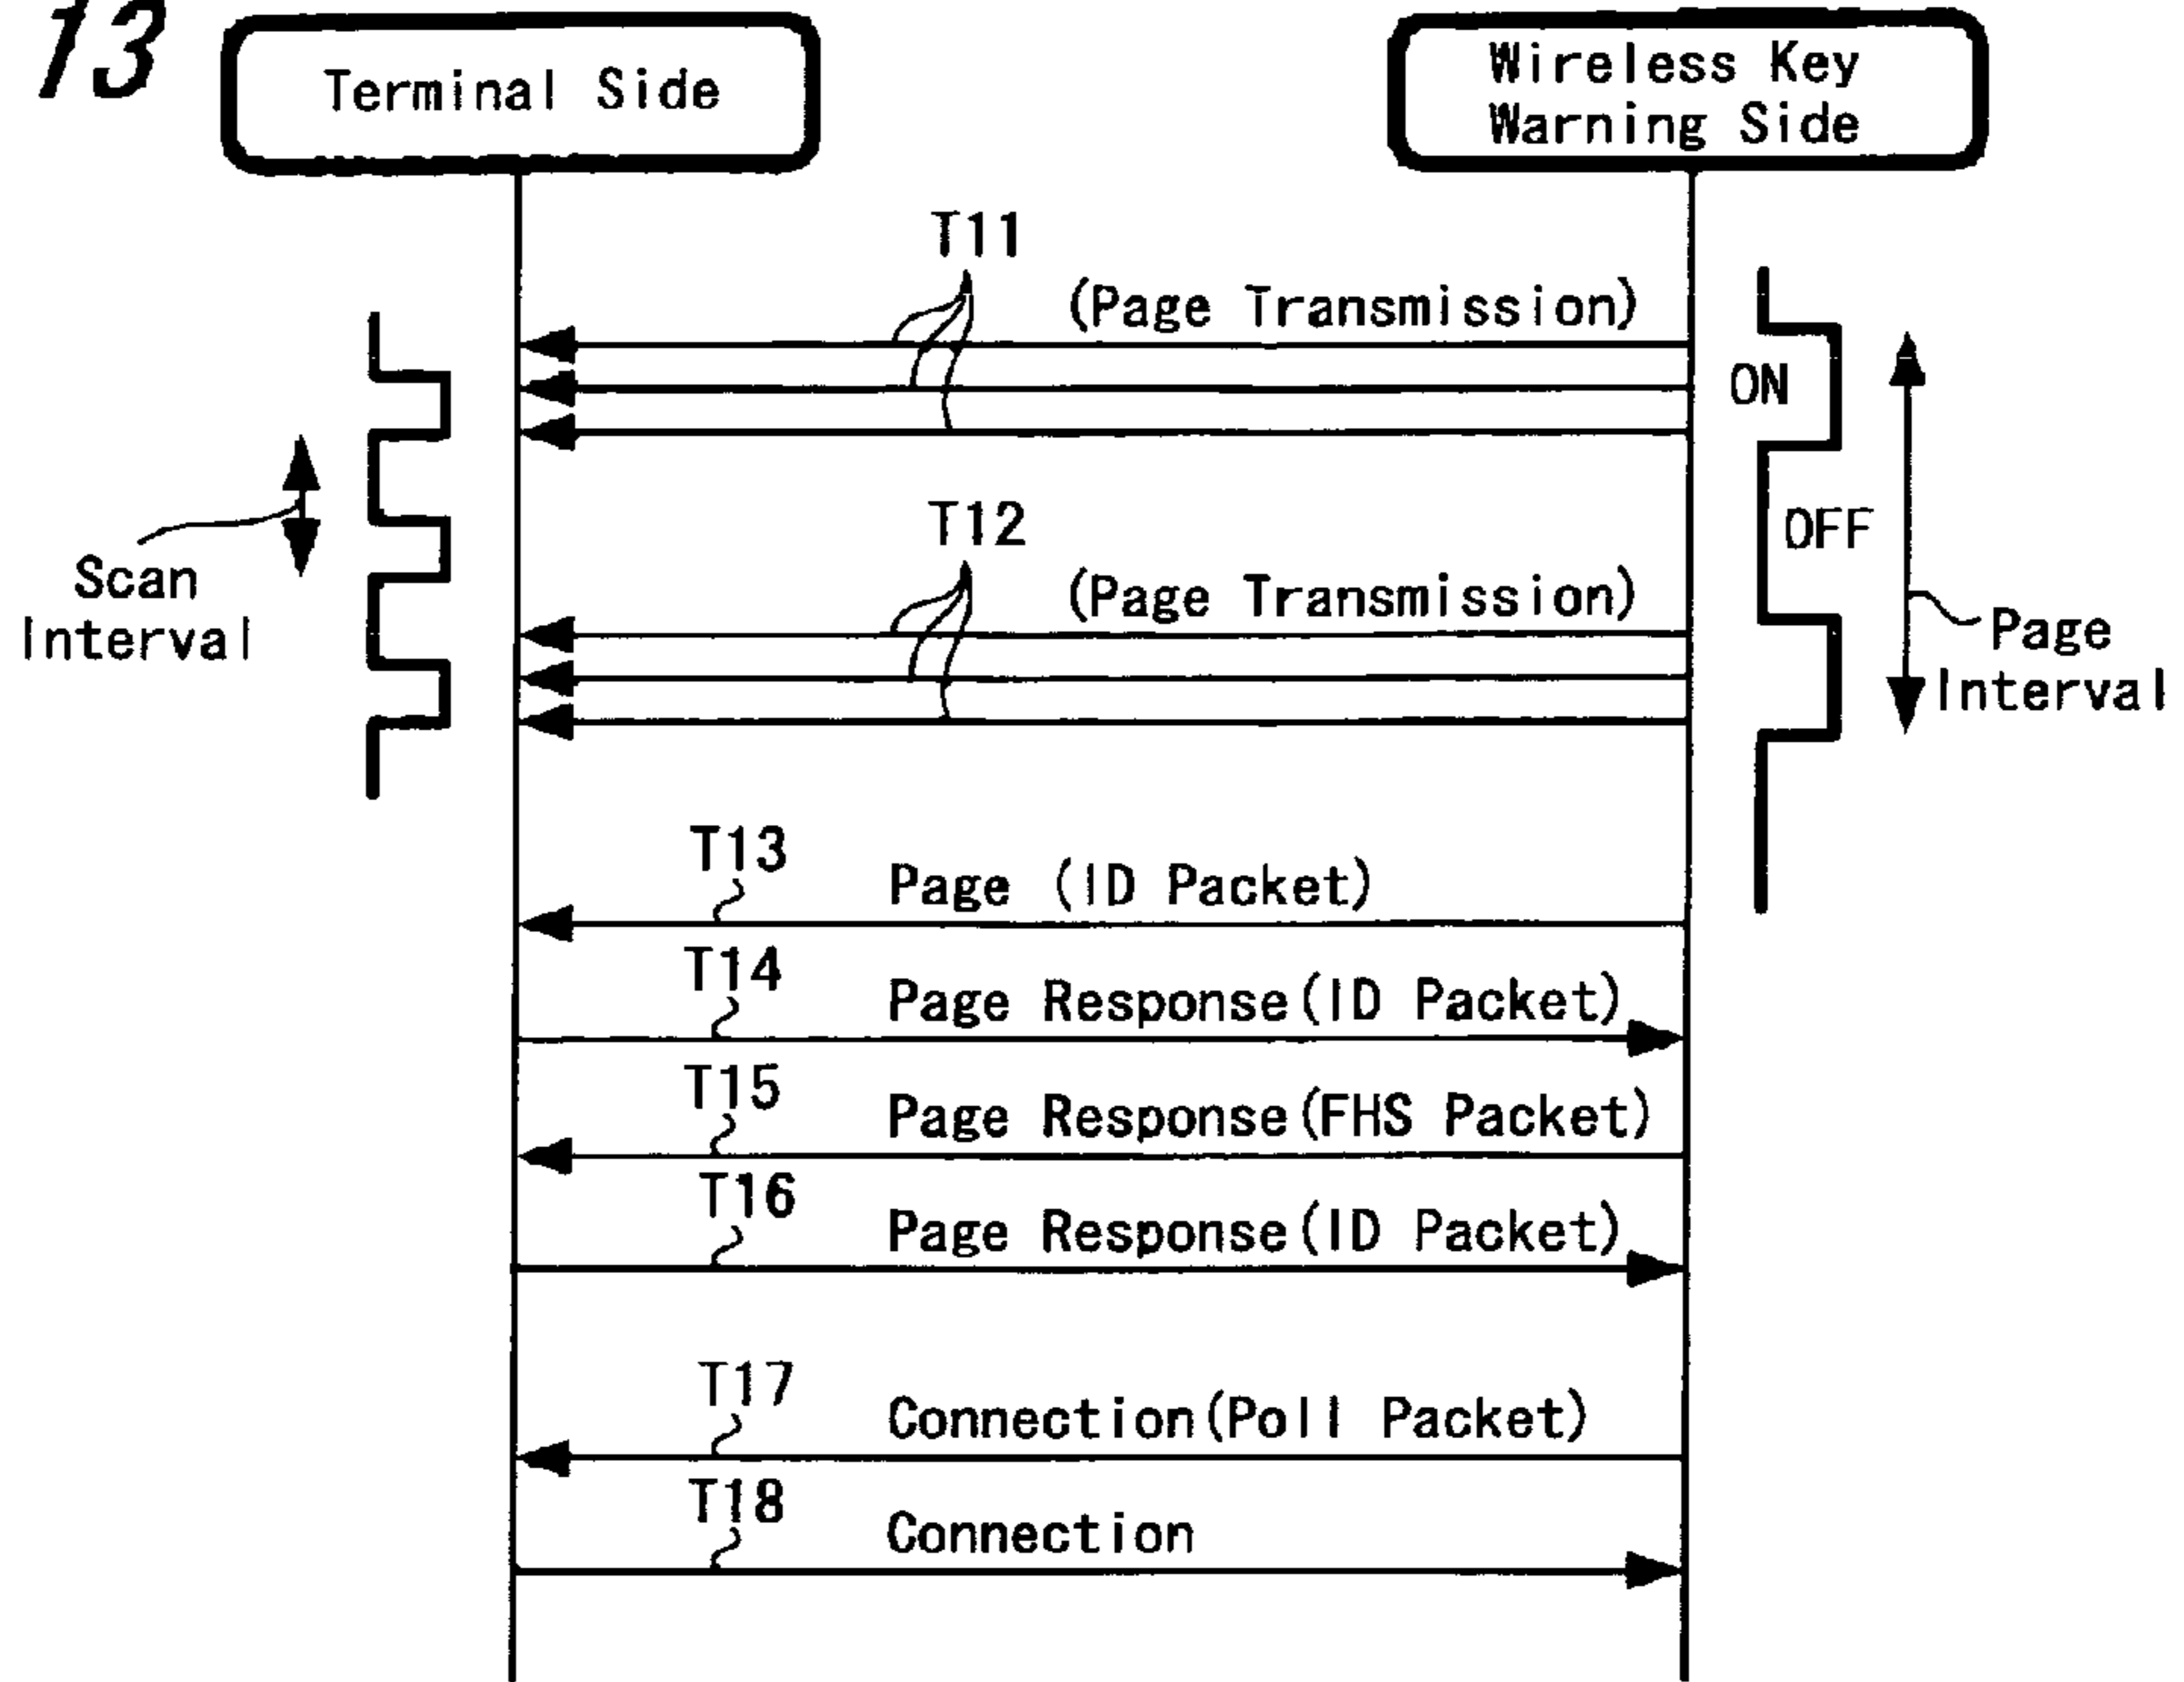 13
Terminal Side
Wireless Key
Warning Side
T11
(Page Transmission)
ON
OFF
Scan
Interval
T12
(Page Transmission)
Page
Interval
T13
Page (ID Packet)
T14
Page Response(ID Packet)
T15
Page Response(FHS Packet)
T16
Page Response(ID Packet)
T17
Connection(Poll Packet)
T18
Connection